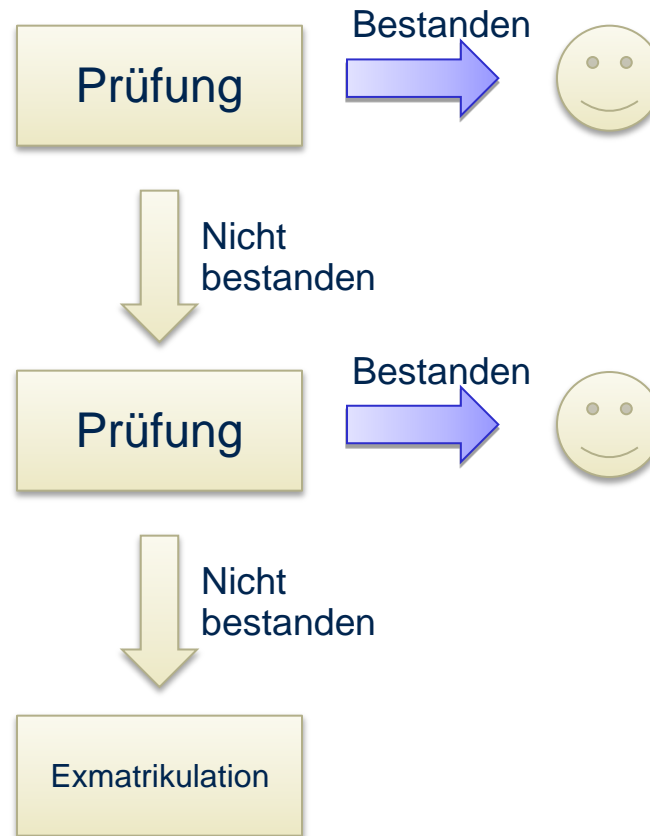 Bestanden
Prüfung
Nicht
bestanden
Bestanden
Prüfung
Nicht
bestanden
Exmatrikulation